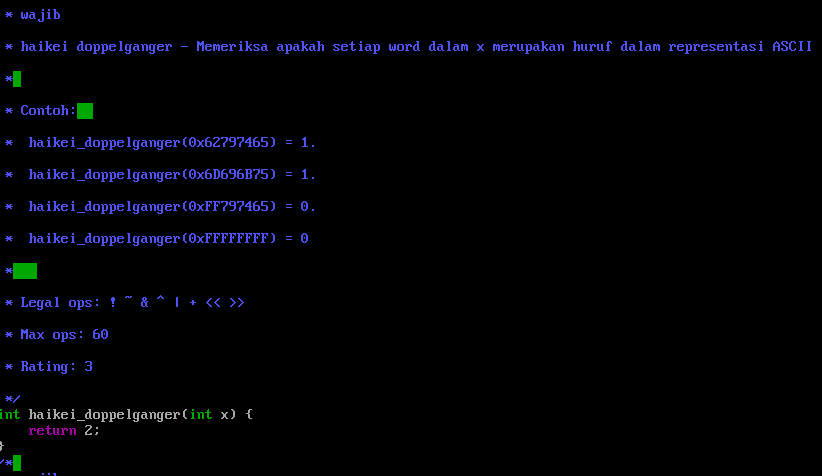 * wajib
* haikei doppelganger - Memeriksa apakah setiap word dalam x merupakan huruf dalam representasi ASCII
*
* Contoh:
* haikei_doppelganger(0x62797465) = 1.
* haikei_doppelganger(0x6D696B75) = 1.
* haikei_doppelganger(0xFF797465) = 0.
* haikei_doppelganger(0xFFFFFFFF) = 0
*
* Legal ops: ! ~ & ^ | + << >>
* Max ops: 60
* Rating: 3
*/
int haikei_doppelganger(int x) {
    return 2;
}
/*